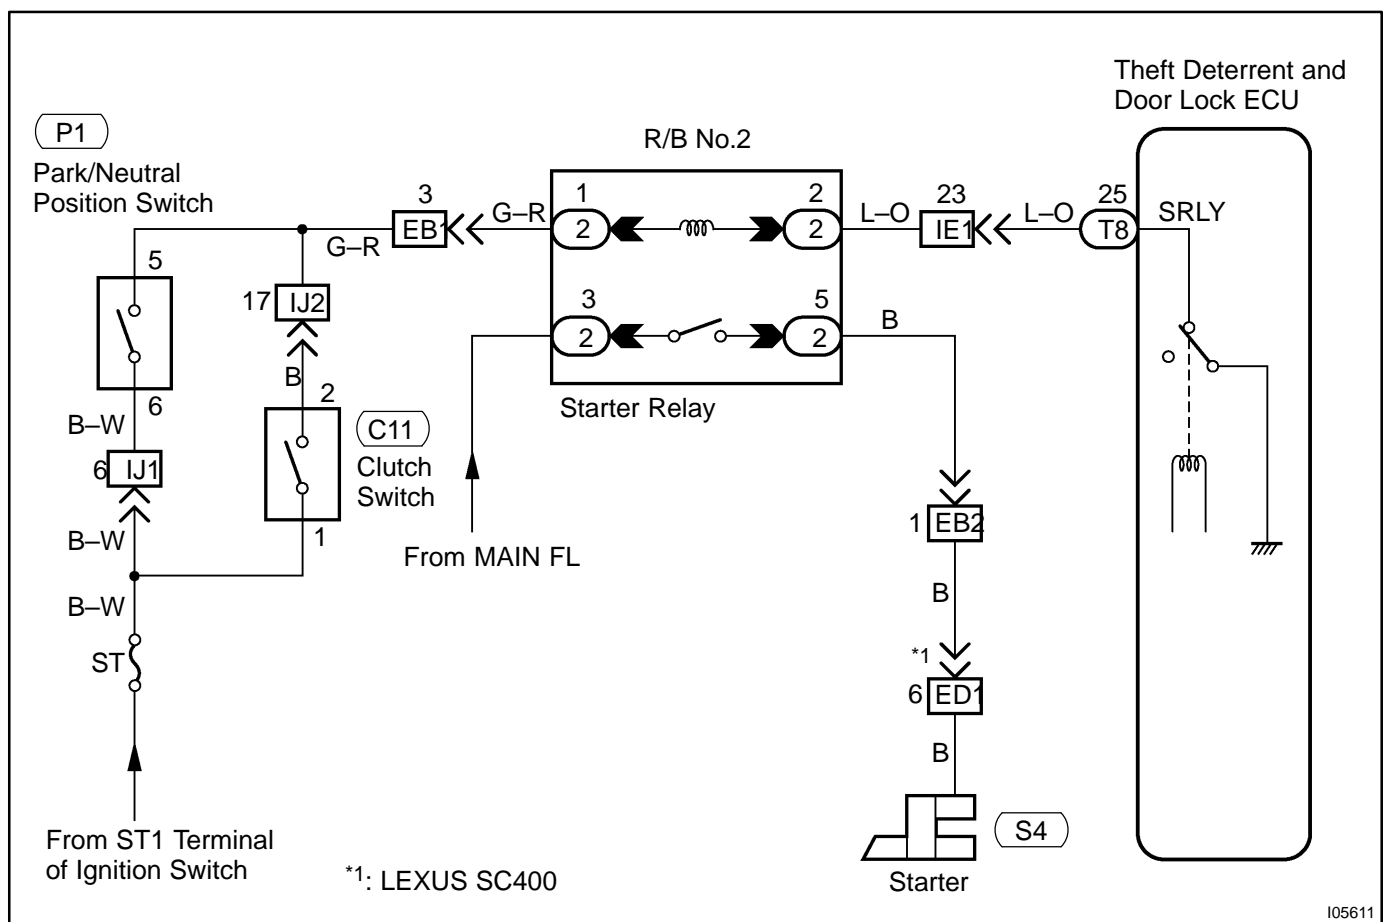 Theft Deterrent and
Door Lock ECU
P1
Park/Neutral
Position Switch
R/B No.2
3
EB1
G–R
G–R
1
2
2
2
L–O
23
IE1
L–O
25
T8
SRLY
5
17
IJ2
3
2
5
2
B
B
6
2
Starter Relay
B–W
C11
Clutch
Switch
6
IJ1
1
B–W
From MAIN FL
1
EB2
B–W
B
ST
*1
6
ED1
B
From ST1 Terminal
of Ignition Switch
S4
*1: LEXUS SC400
Starter
I05611